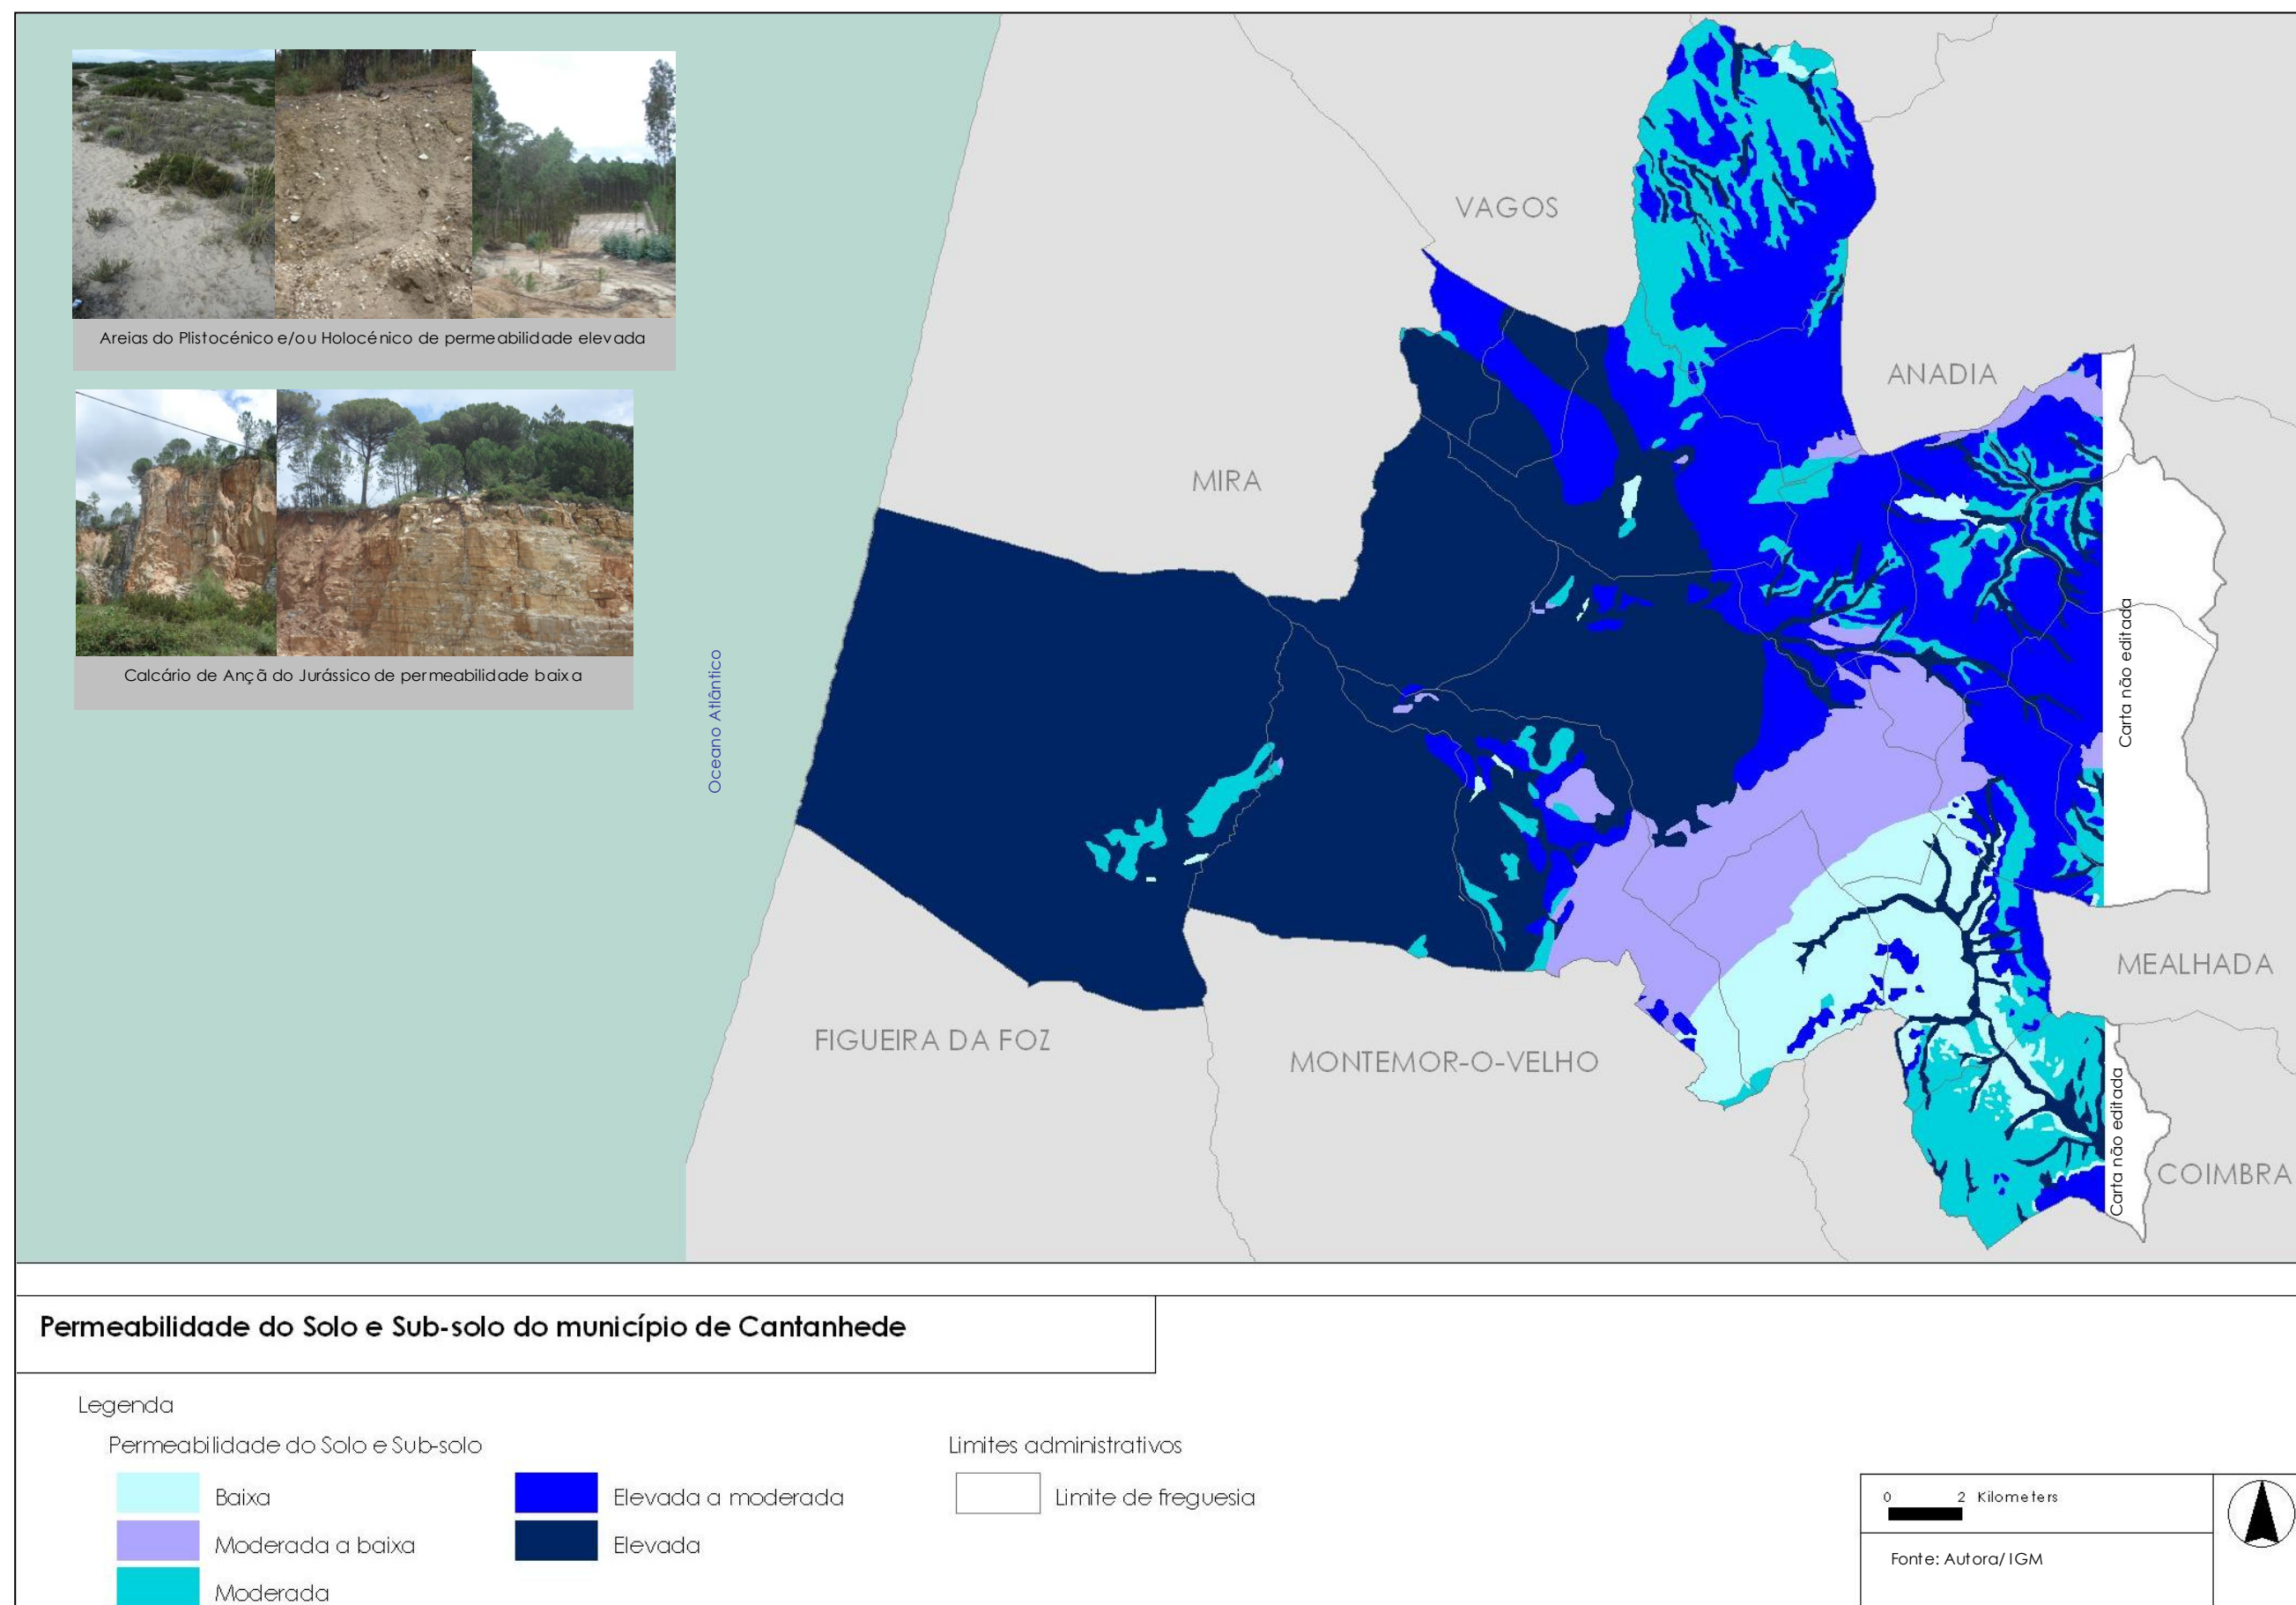 VAGOS
Areias do Plistocénico e/ou Holocénico de permeabilidade elevada
ANADIA
MIRA
Calcário de Ançã do Jurássico de permeabilidade baixa
Oceano Atlântico
Carta não editada
MEALHADA
FIGUEIRA DA FOZ
MONTEMOR-O-VELHO
Carta não editada
COIMBRA
Permeabilidade do Solo e Sub-solo do município de Cantanhede
Legenda
Permeabilidade do Solo e Sub-solo
Baixa
Moderada a baixa
Moderada
Elevada a moderada
Elevada
Limites administrativos
Limite de freguesia
0 2 Kilometers
Fonte: Autora/ IGM